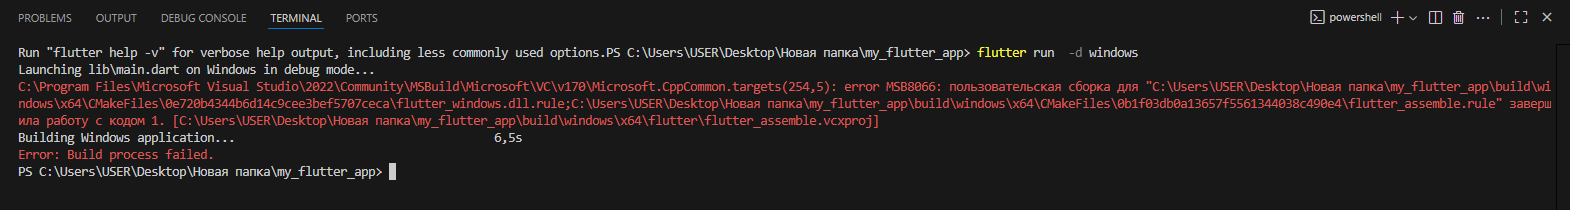 PROBLEMS OUTPUT DEBUG CONSOLE TERMINAL PORTS powershell
Run "flutter help -v" for verbose help output, including less commonly used options.PS C:\Users\USER\Desktop\Новая папка\my_flutter_app> flutter run  -d windows
Launching lib\main.dart on Windows in debug mode...
C:\Program Files\Microsoft Visual Studio\2022\Community\MSBuild\Microsoft\VC\v170\Microsoft.CppCommon.targets(254,5): error MSB8066: пользовательская сборка для "C:\Users\USER\Desktop\Новая папка\my_flutter_app\build\wi
ndows\x64\CMakeFiles\0e720b4344b6d14c9cee3bef5707ceca\flutter_windows.dll.rule;C:\Users\USER\Desktop\Новая папка\my_flutter_app\build\windows\x64\CMakeFiles\0b1f03db0a13657f5561344038c490e4\flutter_assemble.rule" заверш
ила работу с кодом 1. [C:\Users\USER\Desktop\Новая папка\my_flutter_app\build\windows\x64\flutter\flutter_assemble.vcxproj]
Building Windows application... 6,5s
Error: Build process failed.
PS C:\Users\USER\Desktop\Новая папка\my_flutter_app>